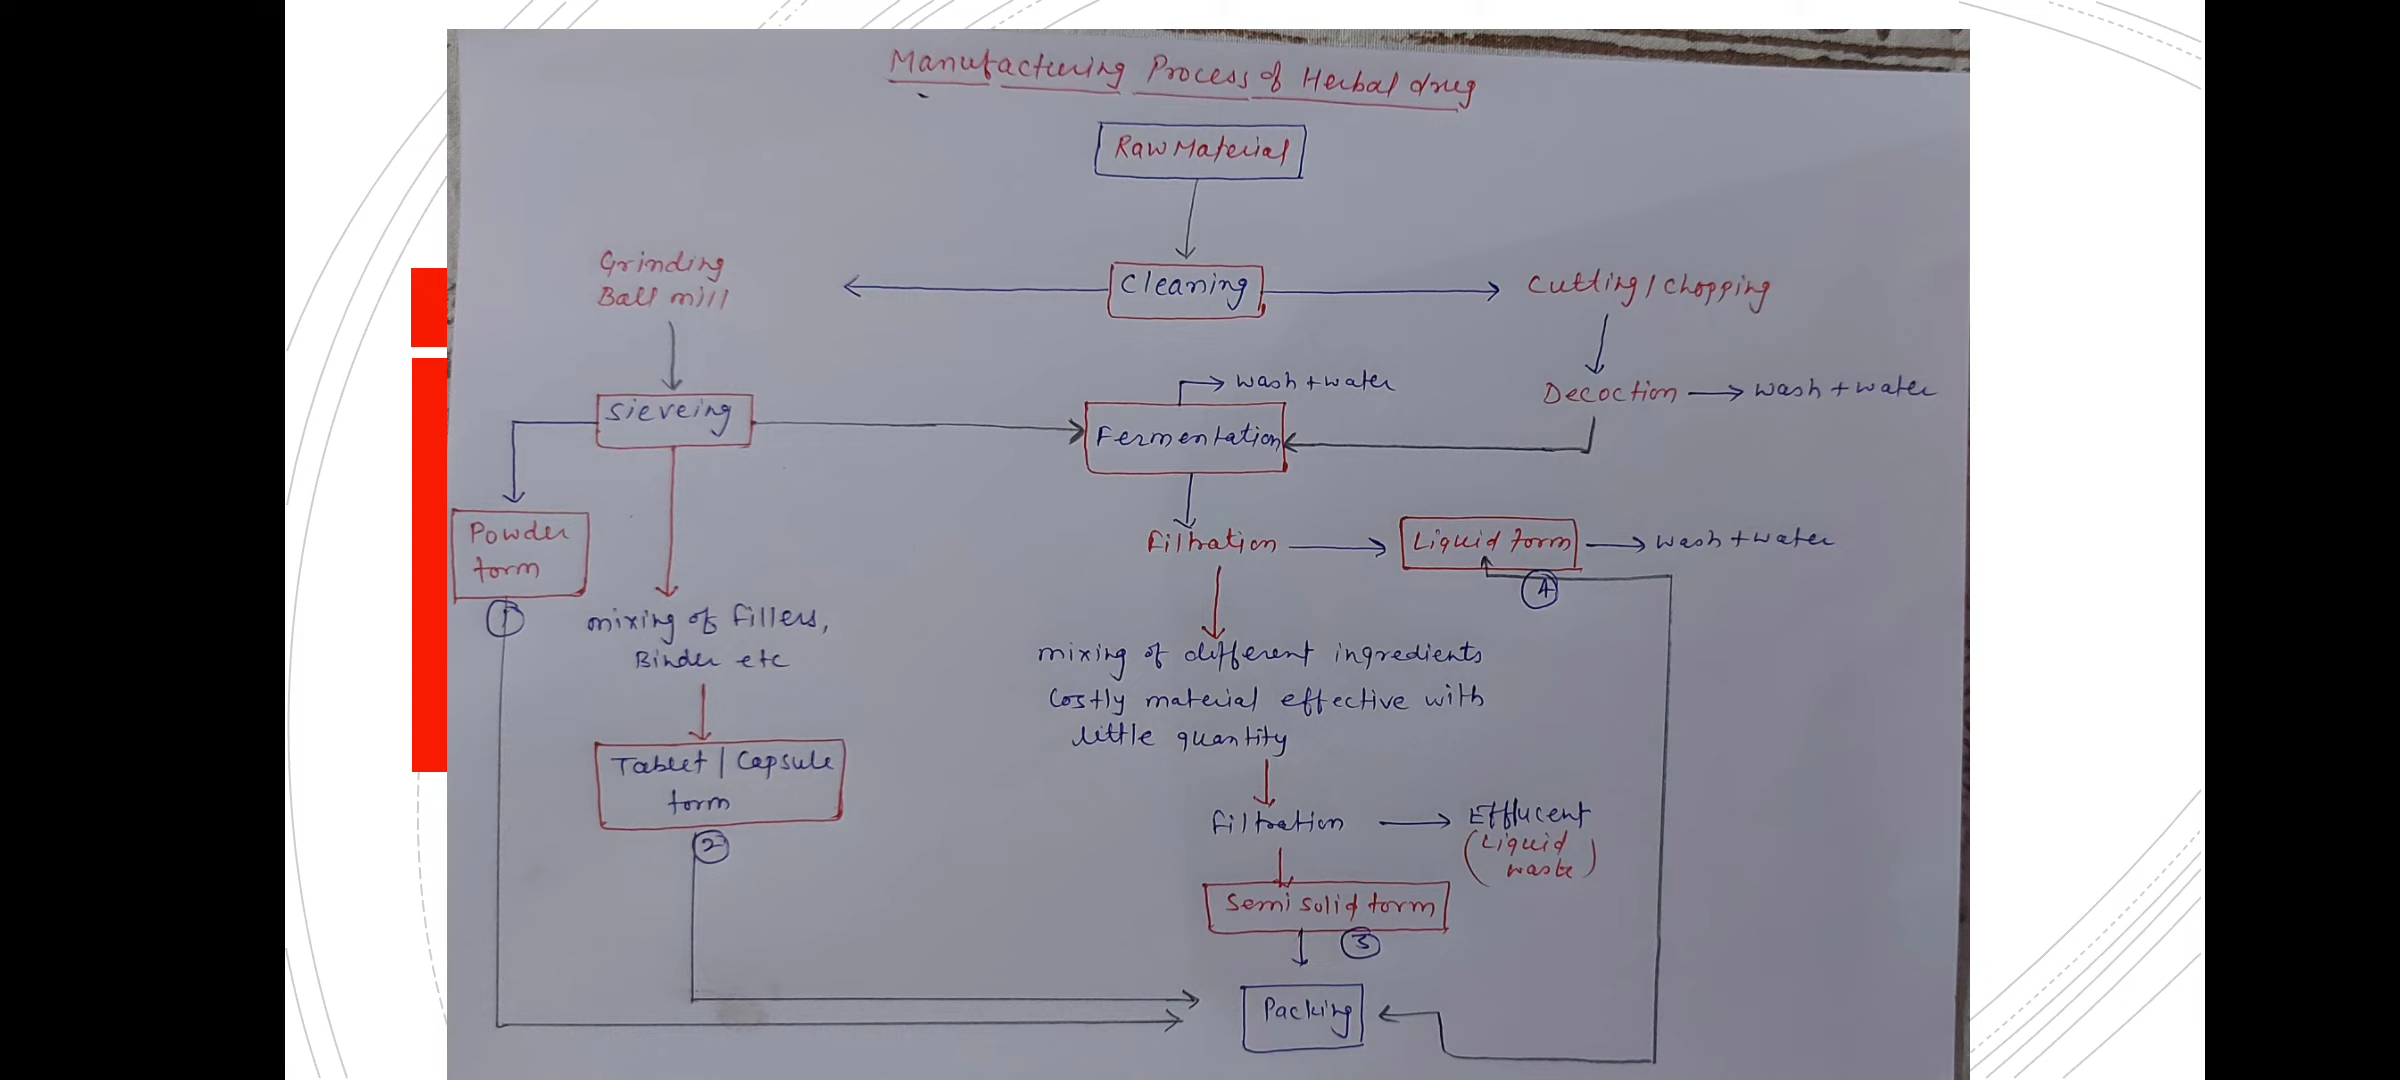 Manufacturing Process of Herbal drug
Raw Material
Grinding
Ball mill
Cleaning
Cutting / Chopping
wash + water
Decoction
wash + water
Sieveing
Fermentation
Powder
form
1
Filtration
Liquid form
wash + water
4
mixing of fillers,
Binder etc
mixing of different ingredients
Costly material effective with
little quantity
Tablet / Capsule
form
2
Filtration
Efflucent
(Liquid
waste)
Semi solid form
3
Packing